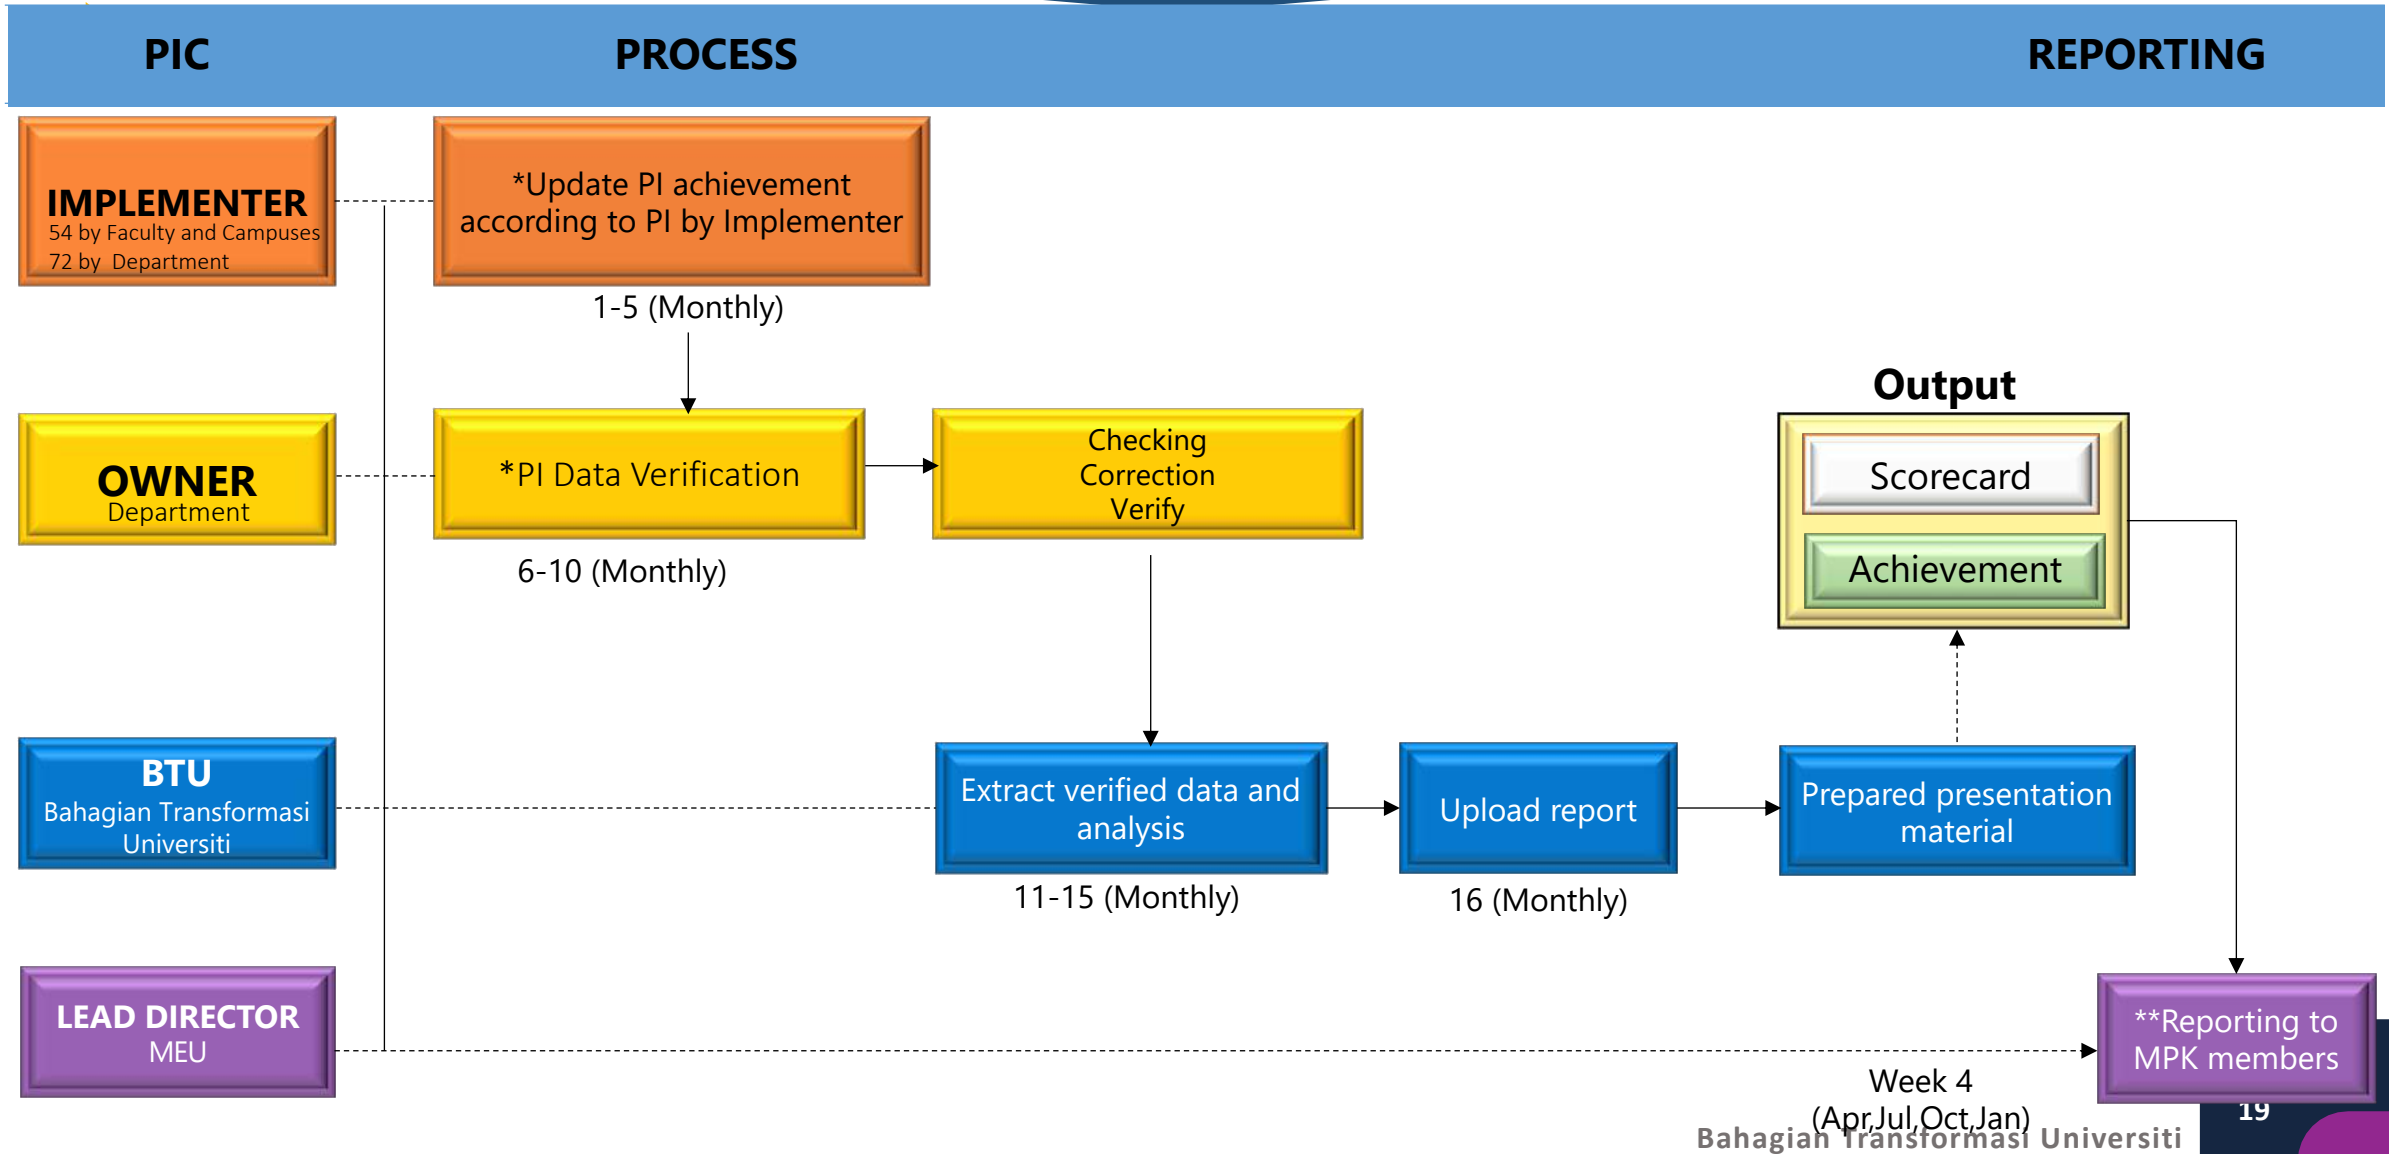 PIC
PROCESS
REPORTING
IMPLEMENTER
54 by Faculty and Campuses
72 by Department
*Update PI achievement
according to PI by Implementer
1-5 (Monthly)
OWNER
Department
*PI Data Verification
6-10 (Monthly)
Checking
Correction
Verify
Output
Scorecard
Achievement
BTU
Bahagian Transformasi
Universiti
Extract verified data and
analysis
11-15 (Monthly)
Upload report
16 (Monthly)
Prepared presentation
material
LEAD DIRECTOR
MEU
**Reporting to
MPK members
Week 4
(Apr,Jul,Oct,Jan)
Bahagian Transformasi Universiti
19